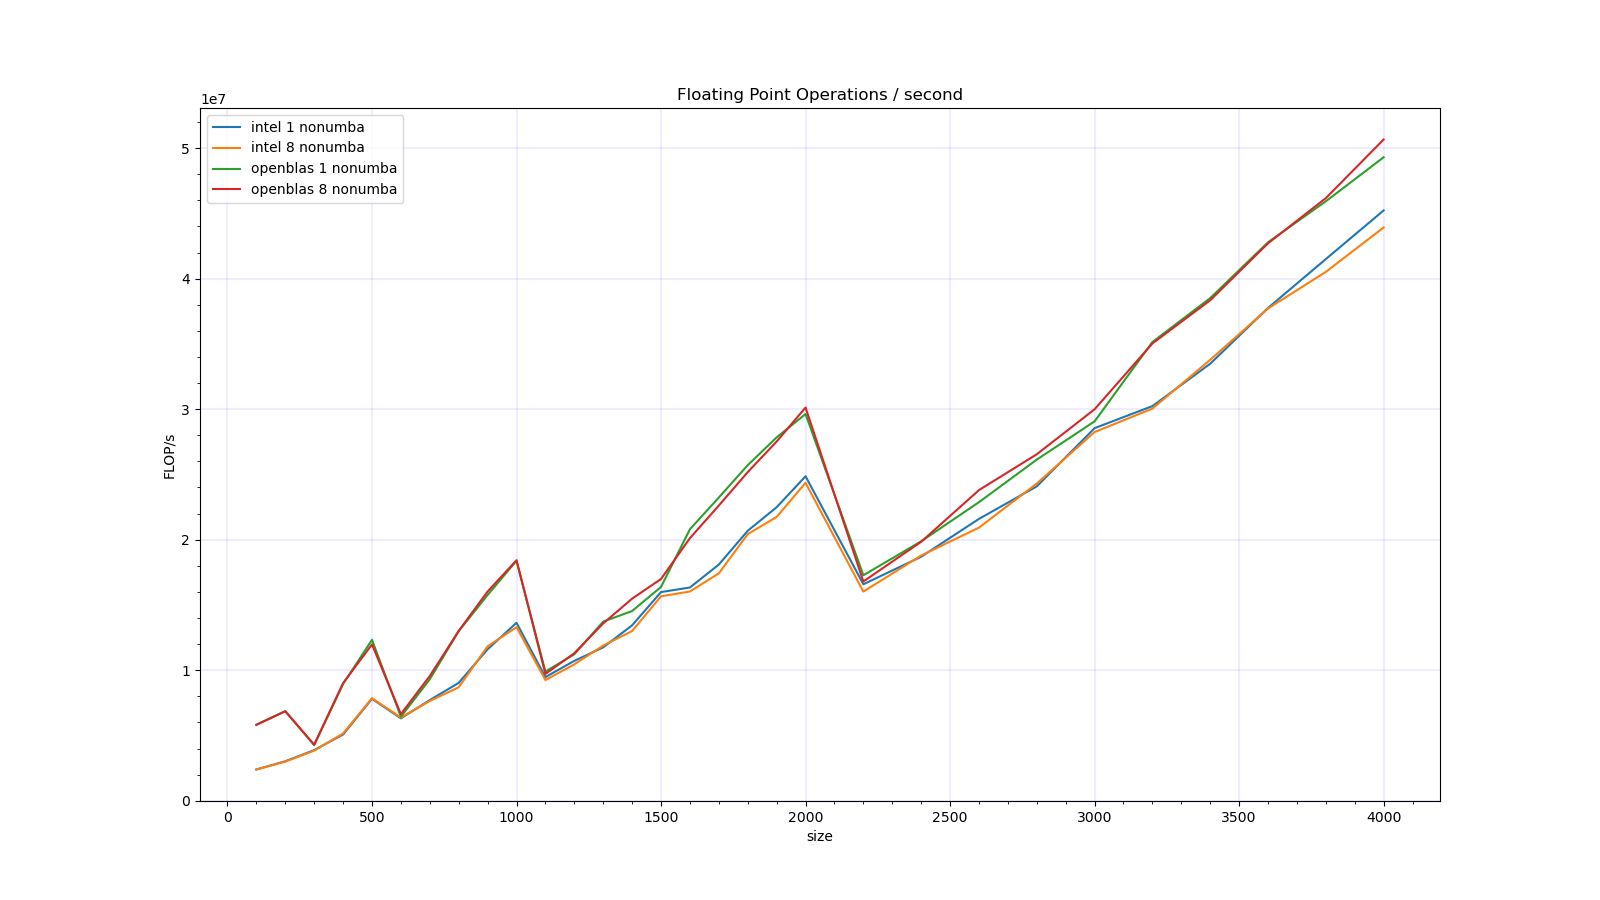 Floating Point Operations / second
1e7
intel 1 nonumba
intel 8 nonumba
openblas 1 nonumba
openblas 8 nonumba
5
4
3
2
1
0
FLOP/s
0 500 1000 1500 2000 2500 3000 3500 4000
size